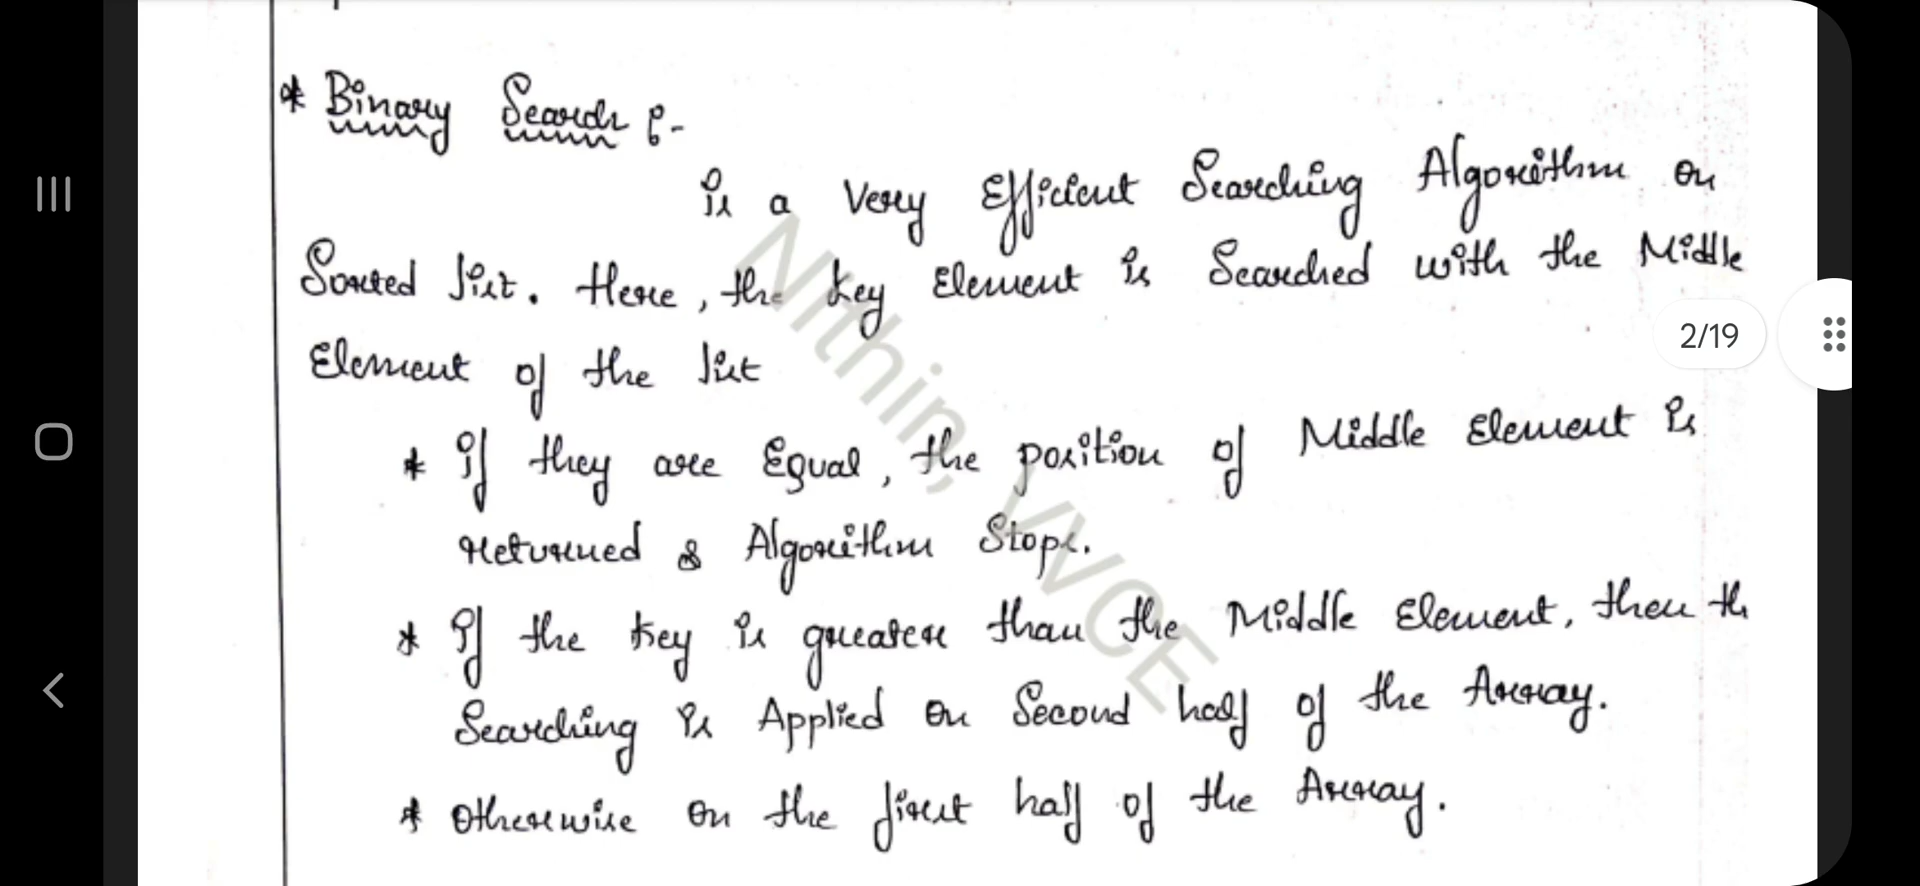 * Binary Search :-
is a Very Efficient Searching Algorithm on
Sorted list. Here, the key Element is Searched with the Middle
Element of the list
* If they are Equal, the position of Middle Element is
returned & Algorithm Stops.
* If the key is greater than the Middle Element, then th
Searching is Applied on Second half of the Array.
* Otherwise on the first half of the Array.
Nithin, VVCE
2/19